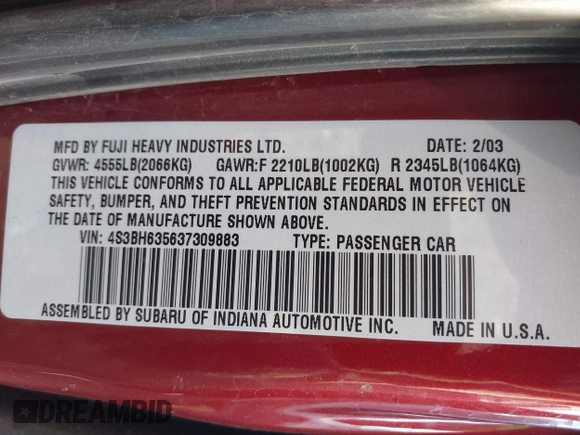 MFD BY FUJI HEAVY INDUSTRIES LTD. DATE: 2/03
GVWR: 4555LB(2066KG) GAWR:F 2210LB(1002KG) R 2345LB(1064KG)
THIS VEHICLE CONFORMS TO ALL APPLICABLE FEDERAL MOTOR VEHICLE
SAFETY, BUMPER, AND THEFT PREVENTION STANDARDS IN EFFECT ON
THE DATE OF MANUFACTURE SHOWN ABOVE.
VIN: 4S3BH635637309883 TYPE: PASSENGER CAR
ASSEMBLED BY SUBARU OF INDIANA AUTOMOTIVE INC. MADE IN U.S.A.
DREAMBID